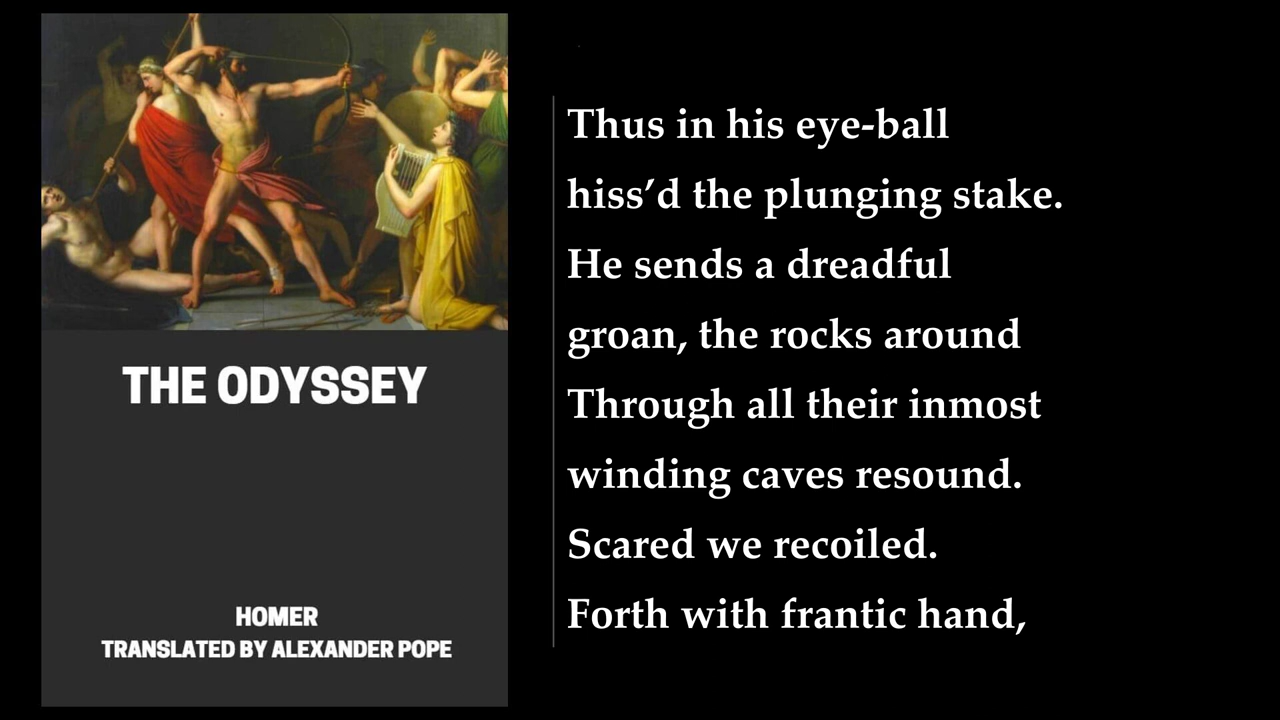 THE ODYSSEY
HOMER
TRANSLATED BY ALEXANDER POPE
Thus in his eye-ball
hiss’d the plunging stake.
He sends a dreadful
groan, the rocks around
Through all their inmost
winding caves resound.
Scared we recoiled.
Forth with frantic hand,